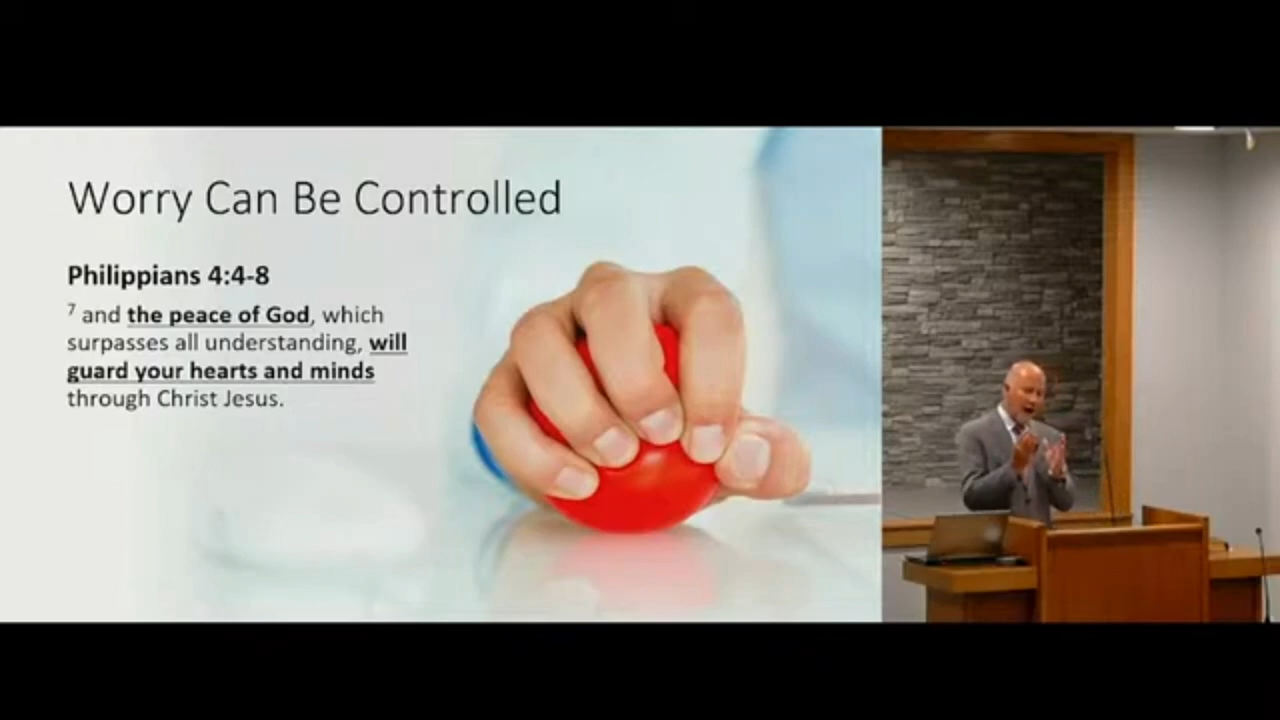 Worry Can Be Controlled
Philippians 4:4-8
7 and the peace of God, which
surpasses all understanding, will
guard your hearts and minds
through Christ Jesus.